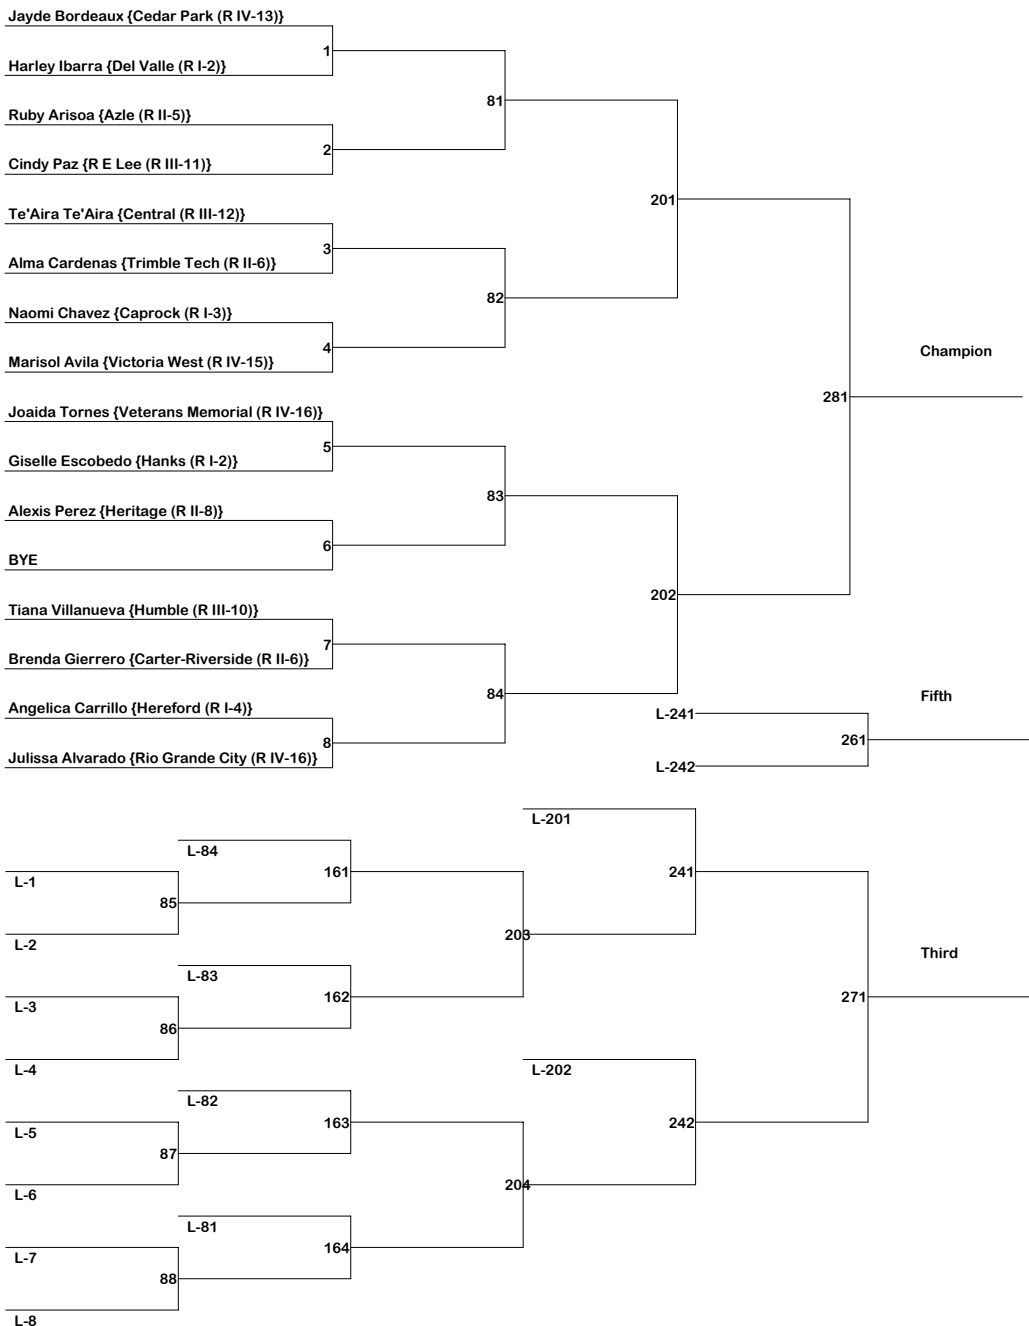 Jayde Bordeaux {Cedar Park (R IV-13)}
1
Harley Ibarra {Del Valle (R I-2)}
81
Ruby Arisoa {Azle (R II-5)}
2
Cindy Paz {R E Lee (R III-11)}
201
Te'Aira Te'Aira {Central (R III-12)}
3
Alma Cardenas {Trimble Tech (R II-6)}
82
Naomi Chavez {Caprock (R I-3)}
4
Marisol Avila {Victoria West (R IV-15)}
Champion
281
Joaida Tornes {Veterans Memorial (R IV-16)}
5
Giselle Escobedo {Hanks (R I-2)}
83
Alexis Perez {Heritage (R II-8)}
6
BYE
202
Tiana Villanueva {Humble (R III-10)}
7
Brenda Gierrero {Carter-Riverside (R II-6)}
84
Fifth
Angelica Carrillo {Hereford (R I-4)}
L-241
8
261
Julissa Alvarado {Rio Grande City (R IV-16)}
L-242
L-201
L-84
161
241
L-1
85
203
L-2
Third
L-83
162
271
L-3
86
L-4
L-202
L-82
163
242
L-5
87
204
L-6
L-81
164
L-7
88
L-8